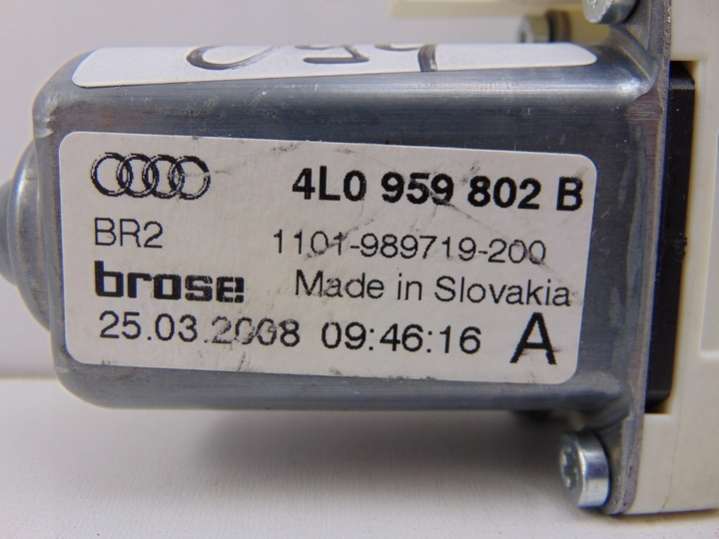 4L0 959 802 B
BR2 1101-989719-200
brose Made in Slovakia
25.03.2008 09:46:16 A